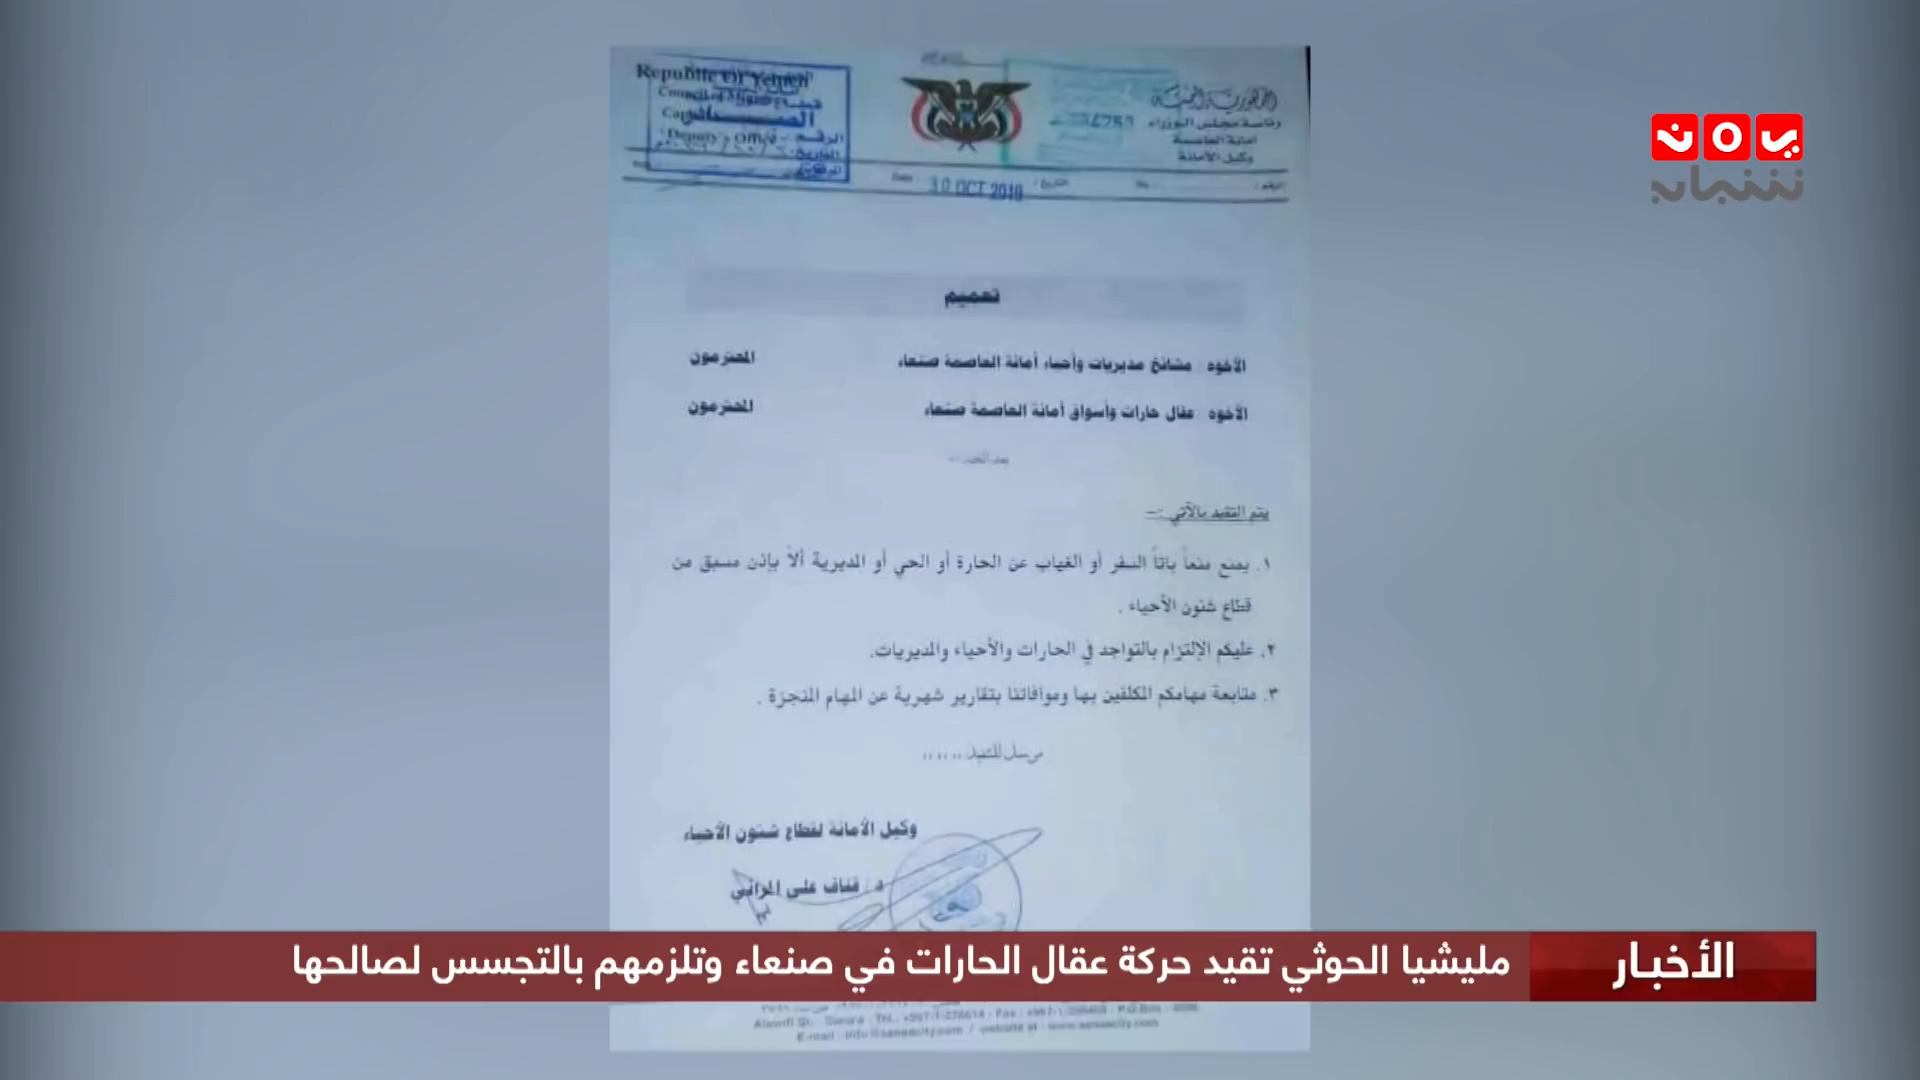 يمن
شباب
Republic Of Yemen
الجمهورية اليمنية
رئاسة مجلس الوزراء
أمانة العاصمة
وكيل الأمانة
Deputy's Office
Date
10 OCT 2019
تعميم
الأخوه : مشائخ مديريات وأحياء أمانة العاصمة صنعاء المحترمون
الأخوه : عقال حارات وأسواق أمانة العاصمة صنعاء المحترمون
يتم التقيد بالآتي :-
١. يمنع منعاً باتاً السفر أو الغياب عن الحارة أو الحي أو المديرية ألاّ بإذن مسبق من
قطاع شئون الأحياء .
٢. عليكم الإلتزام بالتواجد في الحارات والأحياء والمديريات.
٣. متابعة مهامكم المكلفين بها وموافاتنا بتقارير شهرية عن المهام المنجزة .
مرسل للتنفيذ......
وكيل الأمانة لقطاع شئون الأحياء
د / قناف علي المراني
الأخبار
مليشيا الحوثي تقيد حركة عقال الحارات في صنعاء وتلزمهم بالتجسس لصالحها